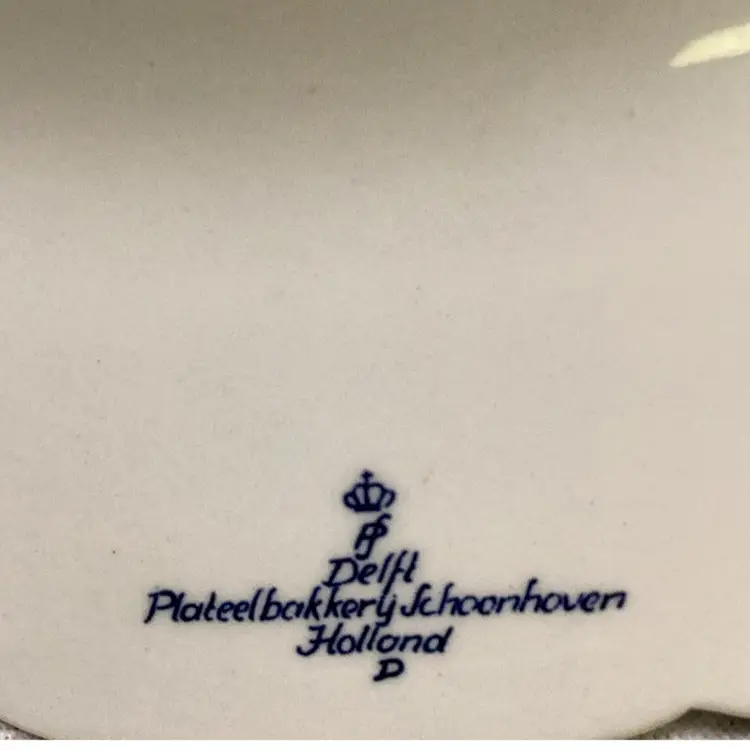 PS
Delft
Plateelbakkerij Schoonhoven
Holland
D